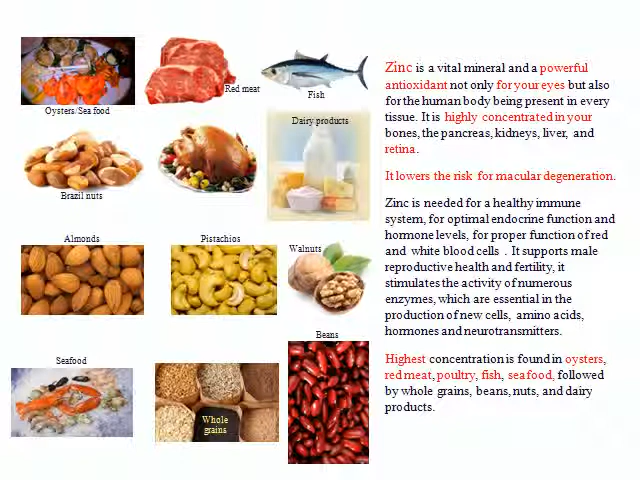 Oysters/Sea food
Red meat
Fish
Brazil nuts
Dairy products
Almonds
Pistachios
Walnuts
Seafood
Whole
grains
Beans
Zinc is a vital mineral and a powerful
antioxidant not only for your eyes but also
for the human body being present in every
tissue. It is highly concentrated in your
bones, the pancreas, kidneys, liver, and
retina.
It lowers the risk for macular degeneration.
Zinc is needed for a healthy immune
system, for optimal endocrine function and
hormone levels, for proper function of red
and white blood cells . It supports male
reproductive health and fertility, it
stimulates the activity of numerous
enzymes, which are essential in the
production of new cells, amino acids,
hormones and neurotransmitters.
Highest concentration is found in oysters,
red meat, poultry, fish, seafood, followed
by whole grains, beans, nuts, and dairy
products.